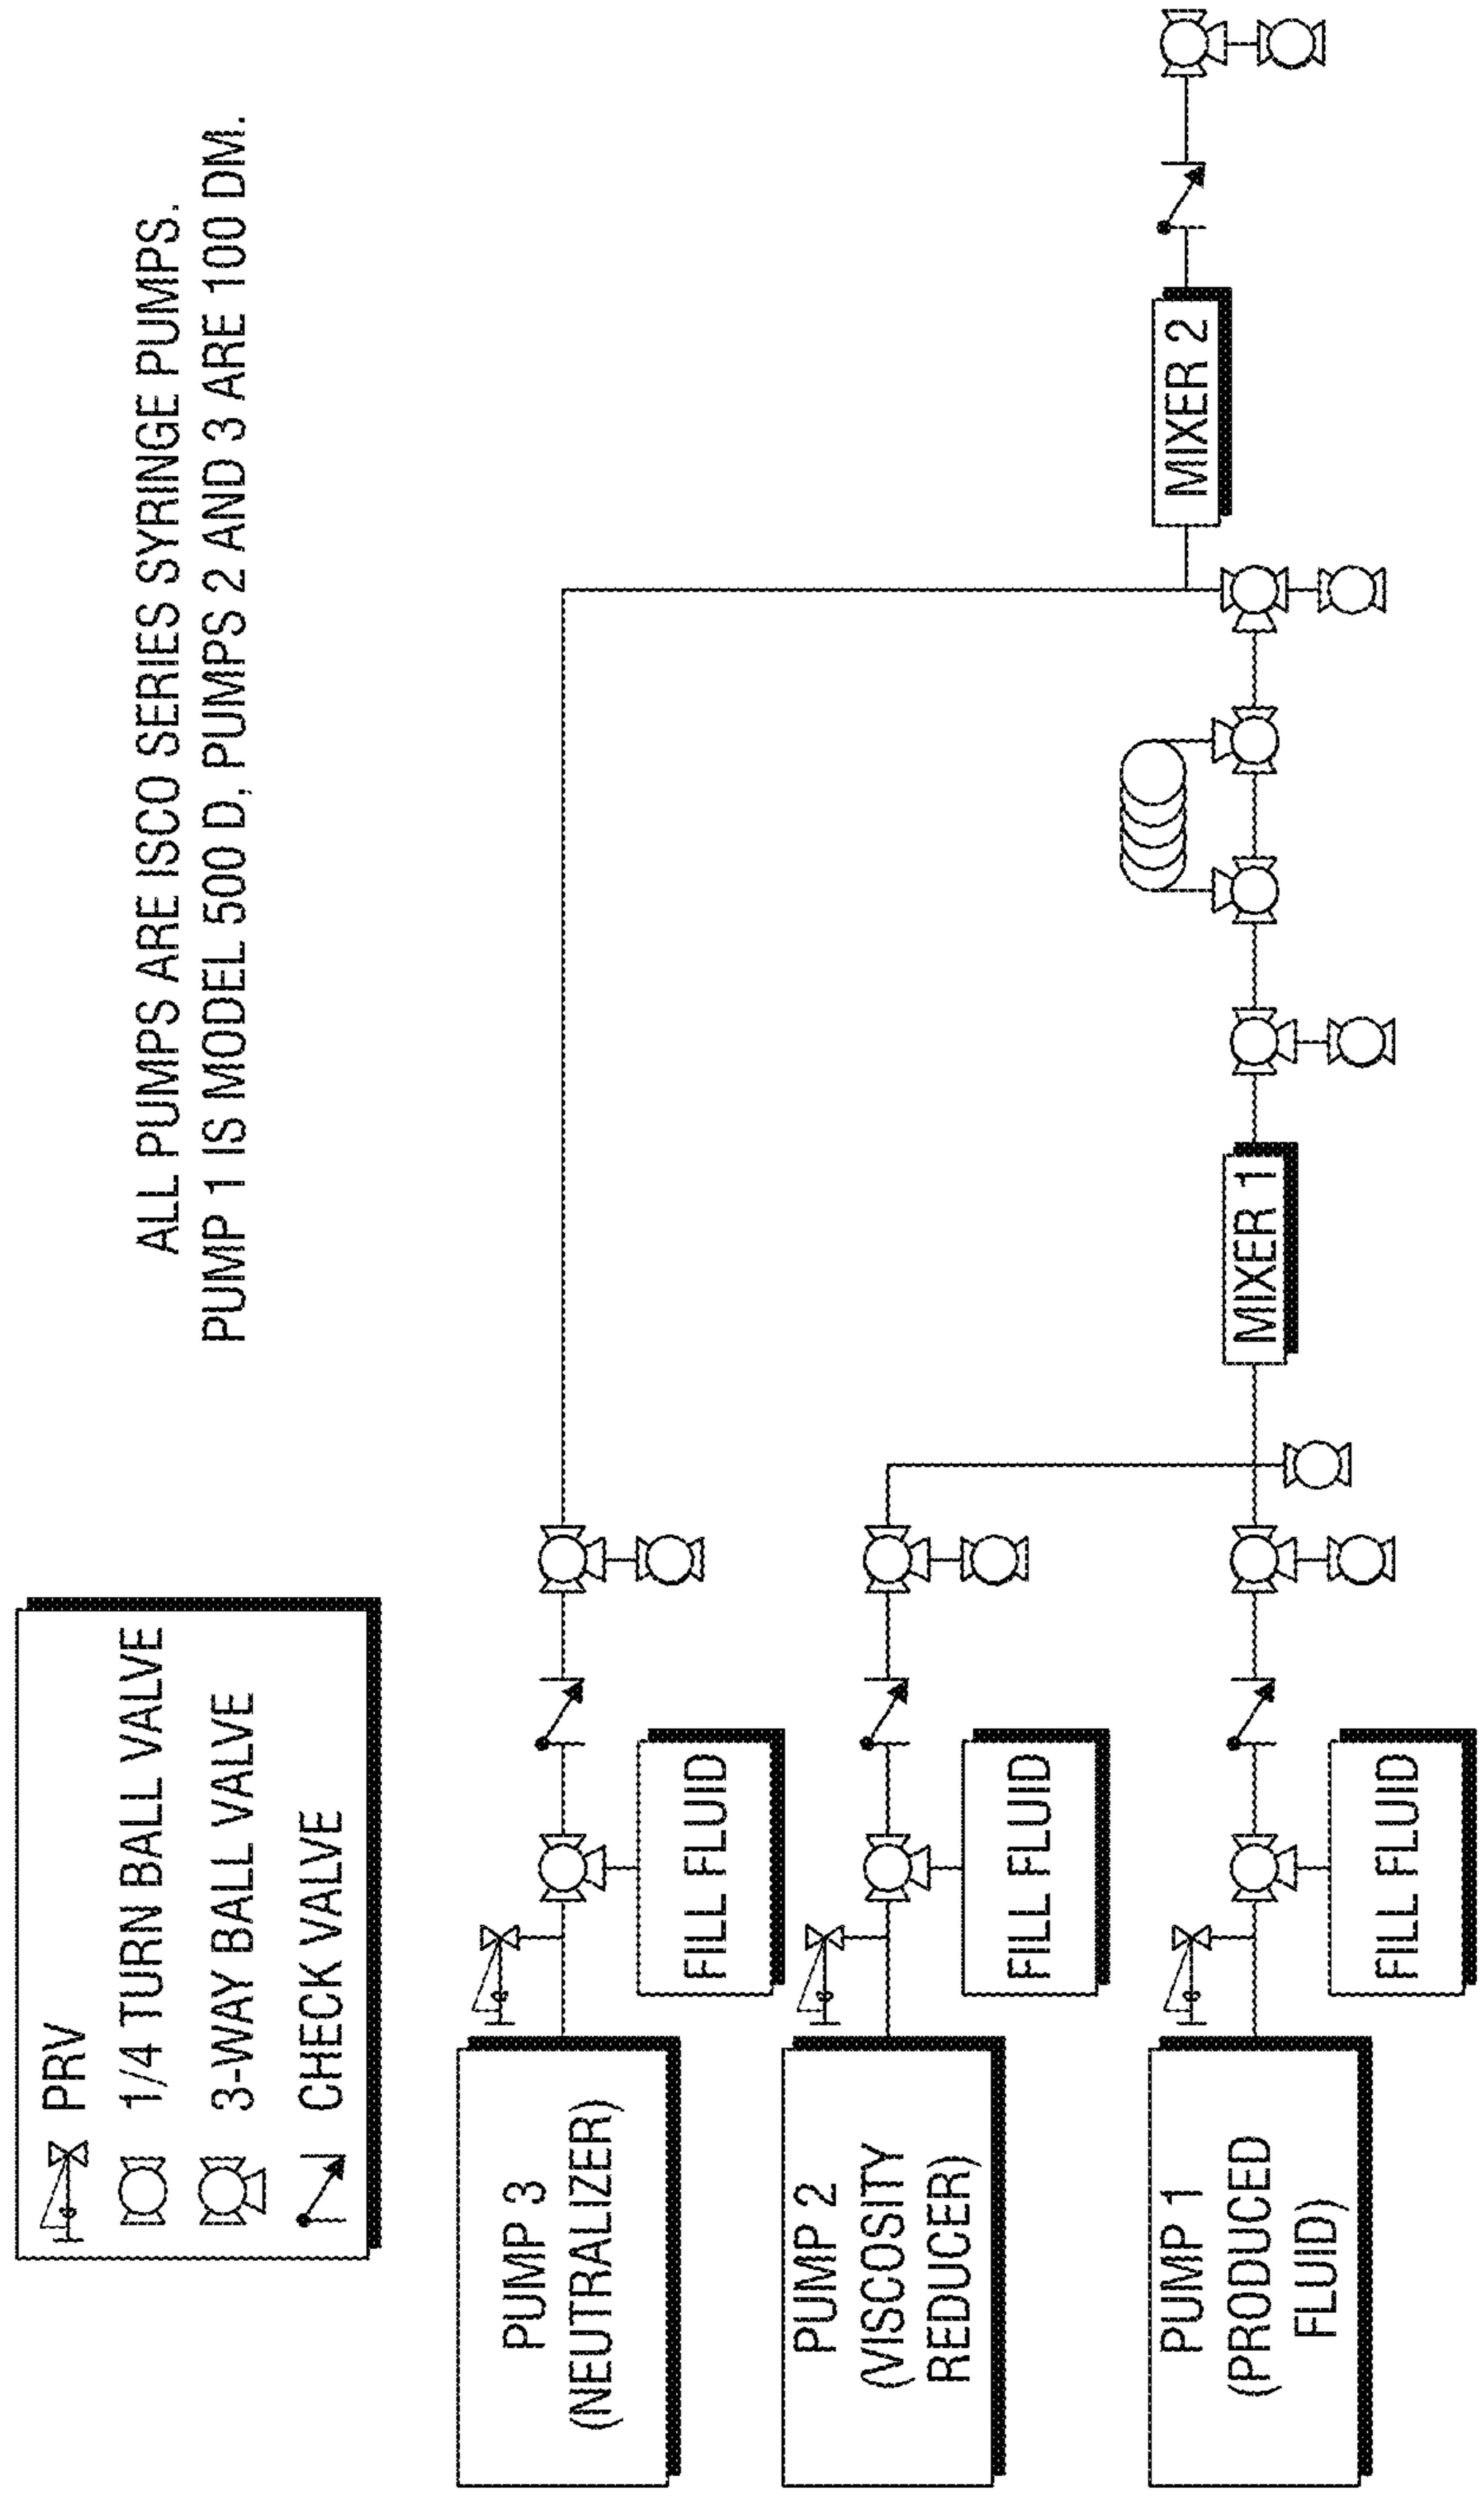 PRV
1/4 TURN BALL VALVE
3-WAY BALL VALVE
CHECK VALVE
ALL PUMPS ARE ISCO SERIES SYRINGE PUMPS.
PUMP 1 IS MODEL 500 D, PUMPS 2 AND 3 ARE 100 DM.
PUMP 3
(NEUTRALIZER)
FILL FLUID
PUMP 2
(VISCOSITY
REDUCER)
FILL FLUID
PUMP 1
(PRODUCED
FLUID)
FILL FLUID
MIXER 1
MIXER 2